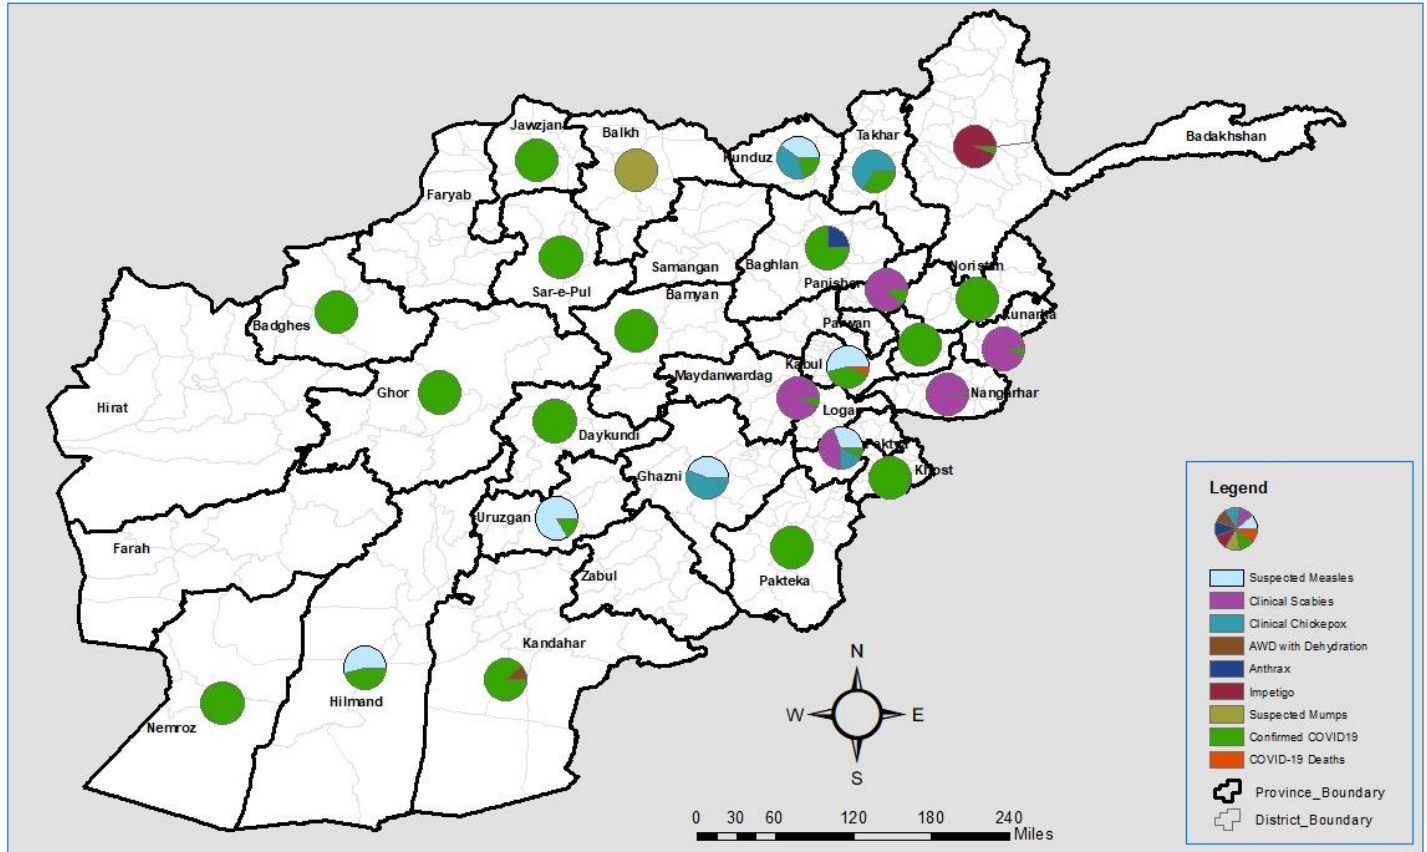 Jawzjan
Balkh
Kunduz
Takhar
Badakhshan
Faryab
Samangan
Baghlan
Sar-e-Pul
Bamyan
Panisher
Noristan
Kunarha
Badghes
Parwan
Kabul
Maydanwardag
Nangarhar
Ghor
Hirat
Logar
Daykundi
Paktya
Khost
Ghazni
Uruzgan
Farah
Zabul
Pakteka
Kandahar
Hilmand
Nemroz
N
W
E
S
0 30 60 120 180 240
Miles
Legend
Suspected Measles
Clinical Scabies
Clinical Chickepox
AWD with Dehydration
Anthrax
Impetigo
Suspected Mumps
Confirmed COVID19
COVID-19 Deaths
Province_Boundary
District_Boundary